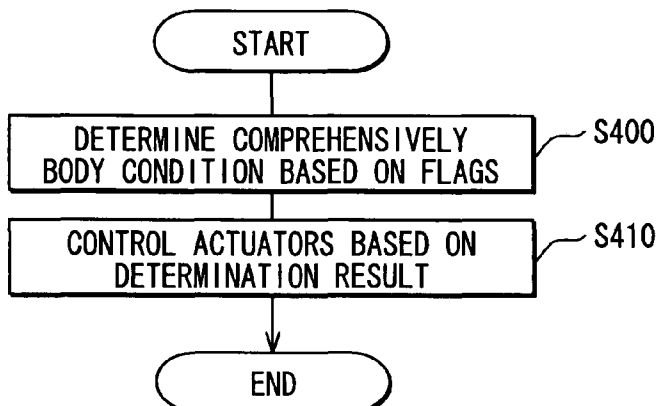 START
DETERMINE COMPREHENSIVELY
BODY CONDITION BASED ON FLAGS
S400
CONTROL ACTUATORS BASED ON
DETERMINATION RESULT
S410
END